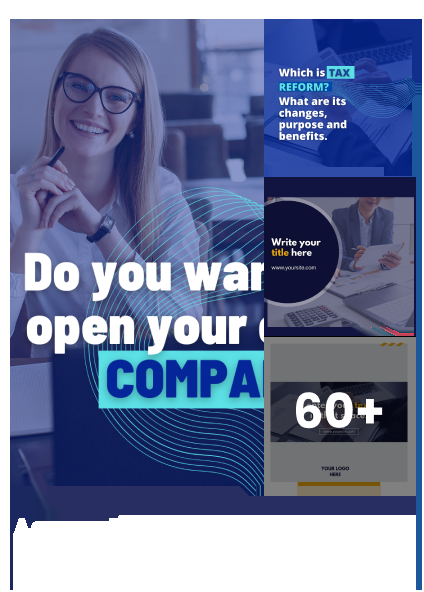 Do you wan
open your
COMPA
Which is TAX
REFORM?
What are its
changes,
purpose and
benefits.
Write your
title here
www.yoursite.com
60+
YOUR LOGO
HERE